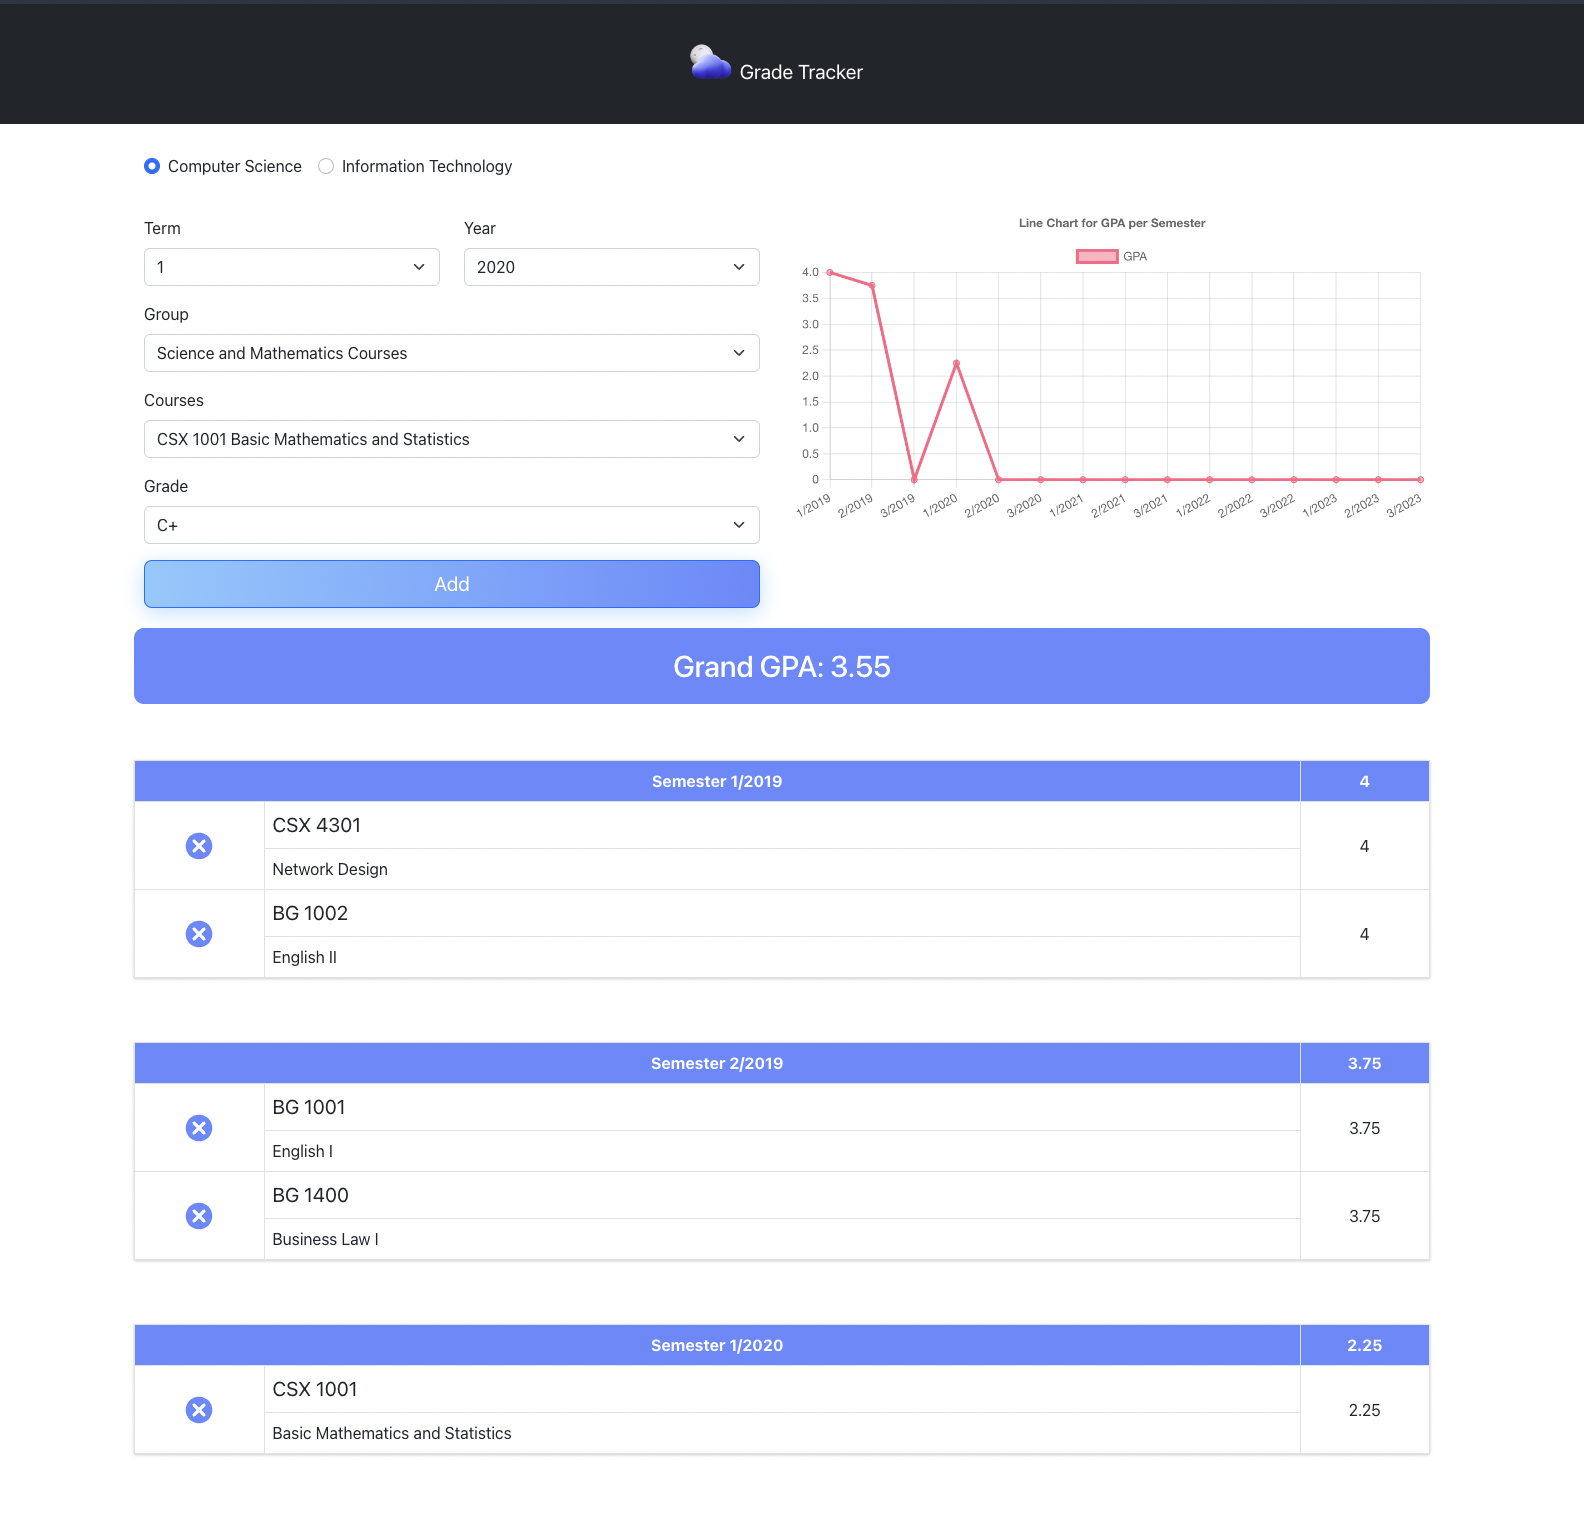 Grade Tracker
Computer Science Information Technology
Term Year
1 2020
Group
Science and Mathematics Courses
Courses
CSX 1001 Basic Mathematics and Statistics
Grade
C+
Add
Line Chart for GPA per Semester
GPA
4.0
3.5
3.0
2.5
2.0
1.5
1.0
0.5
0
1/2019 2/2019 3/2019 1/2020 2/2020 3/2020 1/2021 2/2021 3/2021 1/2022 2/2022 3/2022 1/2023 2/2023 3/2023
Grand GPA: 3.55
Semester 1/2019 4
CSX 4301
4
Network Design
BG 1002
4
English II
Semester 2/2019 3.75
BG 1001
3.75
English I
BG 1400
3.75
Business Law I
Semester 1/2020 2.25
CSX 1001
2.25
Basic Mathematics and Statistics